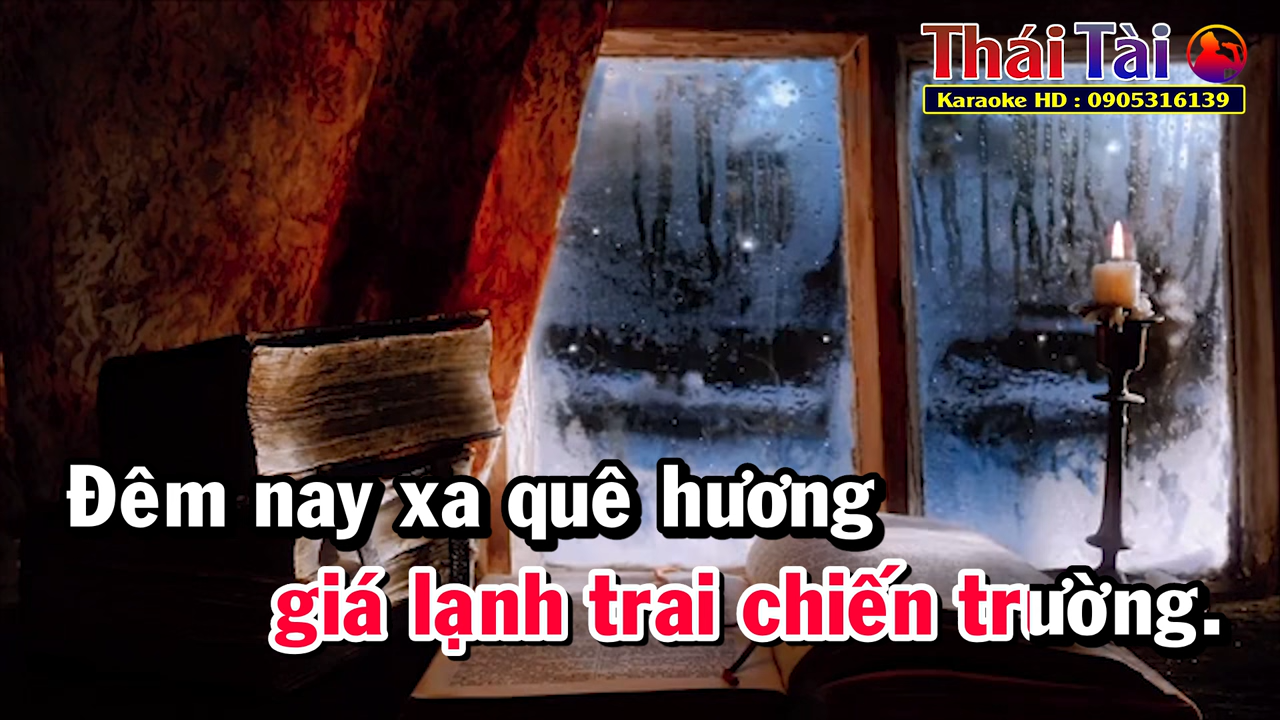 Thái Tài
Karaoke HD : 0905316139
Đêm nay xa quê hương
giá lạnh trai chiến trường.